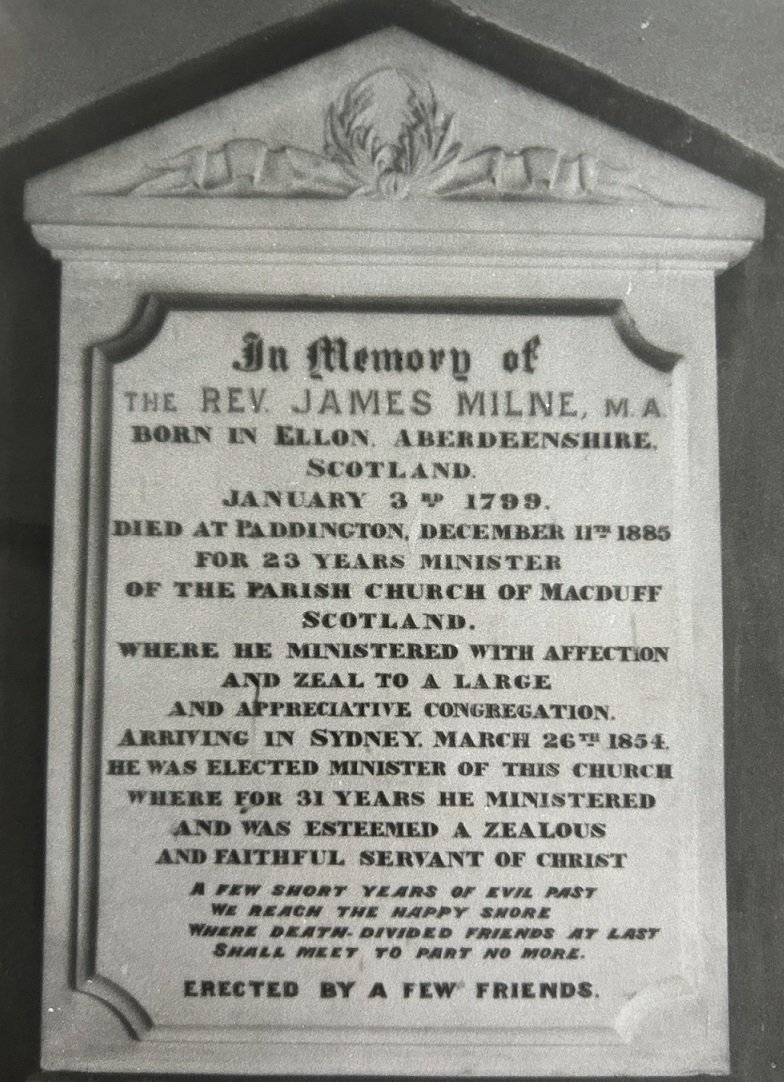 In Memory of
THE REV. JAMES MILNE, M.A.
BORN IN ELLON, ABERDEENSHIRE,
SCOTLAND.
JANUARY 3RD 1799.
DIED AT PADDINGTON, DECEMBER 11TH 1885
FOR 23 YEARS MINISTER
OF THE PARISH CHURCH OF MACDUFF
SCOTLAND.
WHERE HE MINISTERED WITH AFFECTION
AND ZEAL TO A LARGE
AND APPRECIATIVE CONGREGATION.
ARRIVING IN SYDNEY, MARCH 26TH 1854,
HE WAS ELECTED MINISTER OF THIS CHURCH
WHERE FOR 31 YEARS HE MINISTERED
AND WAS ESTEEMED A ZEALOUS
AND FAITHFUL SERVANT OF CHRIST
A FEW SHORT YEARS OF EVIL PAST
WE REACH THE HAPPY SHORE
WHERE DEATH-DIVIDED FRIENDS AT LAST
SHALL MEET TO PART NO MORE.
ERECTED BY A FEW FRIENDS.